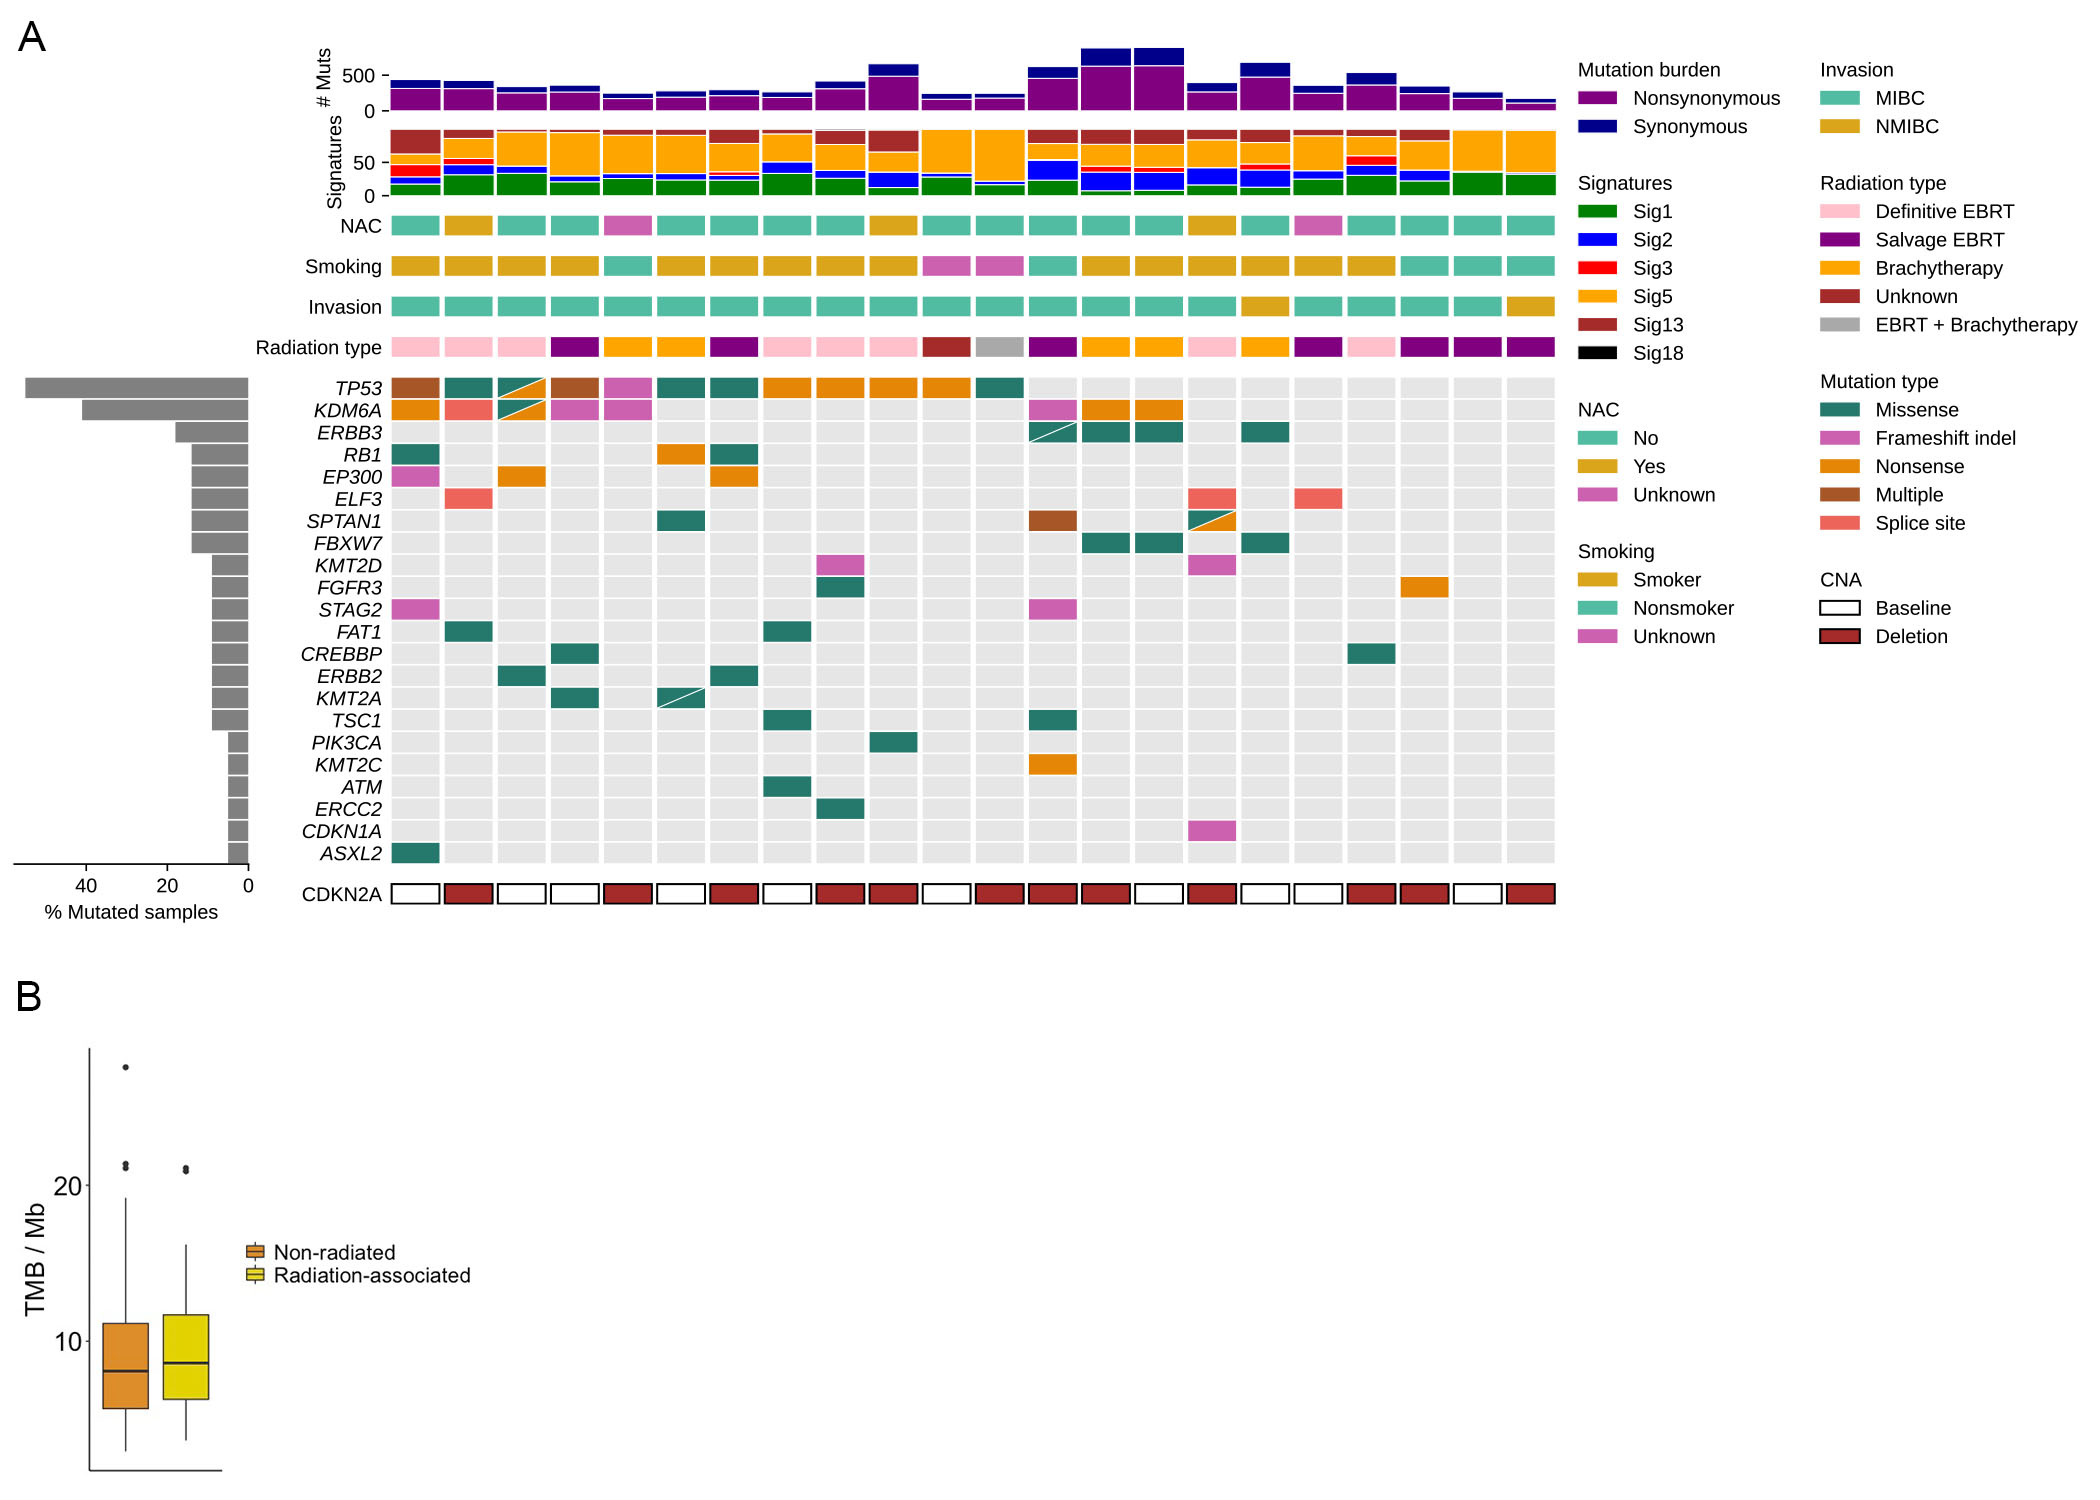 A
# Muts
500
0
Signatures
50
0
NAC
Smoking
Invasion
Radiation type
TP53
KDM6A
ERBB3
RB1
EP300
ELF3
SPTAN1
FBXW7
KMT2D
FGFR3
STAG2
FAT1
CREBBP
ERBB2
KMT2A
TSC1
PIK3CA
KMT2C
ATM
ERCC2
CDKN1A
ASXL2
CDKN2A
40 20 0
% Mutated samples
Mutation burden
Nonsynonymous
Synonymous
Signatures
Sig1
Sig2
Sig3
Sig5
Sig13
Sig18
NAC
No
Yes
Unknown
Smoking
Smoker
Nonsmoker
Unknown
Invasion
MIBC
NMIBC
Radiation type
Definitive EBRT
Salvage EBRT
Brachytherapy
Unknown
EBRT + Brachytherapy
Mutation type
Missense
Frameshift indel
Nonsense
Multiple
Splice site
CNA
Baseline
Deletion
B
TMB / Mb
20
10
Non-radiated
Radiation-associated